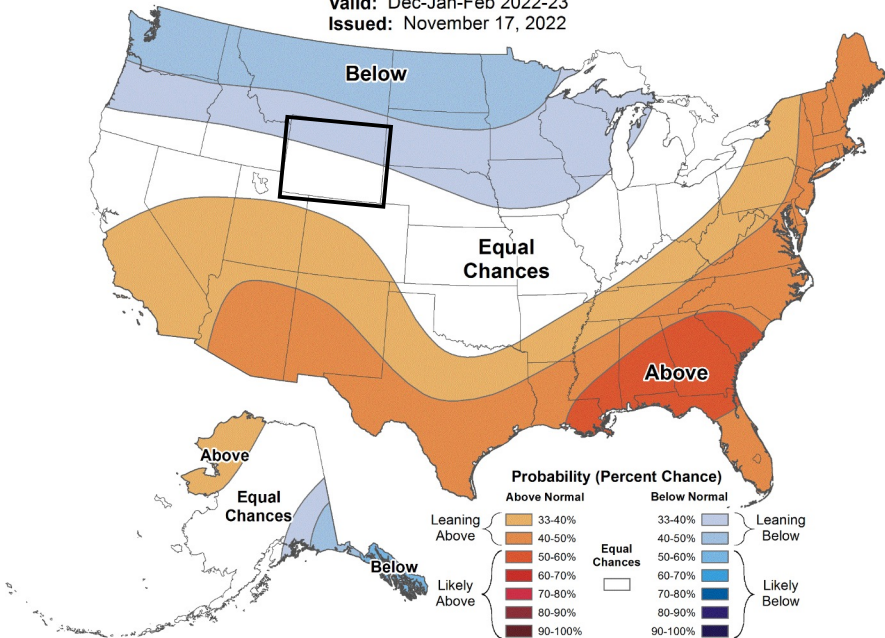 Valid: Dec-Jan-Feb 2022-23
Issued: November 17, 2022
Below
Equal
Chances
Above
Above
Equal
Chances
Below
Probability (Percent Chance)
Above Normal
Below Normal
Leaning
Above
33-40%
40-50%
Likely
Above
50-60%
60-70%
70-80%
80-90%
90-100%
Equal
Chances
33-40%
40-50%
Leaning
Below
50-60%
60-70%
70-80%
80-90%
90-100%
Likely
Below